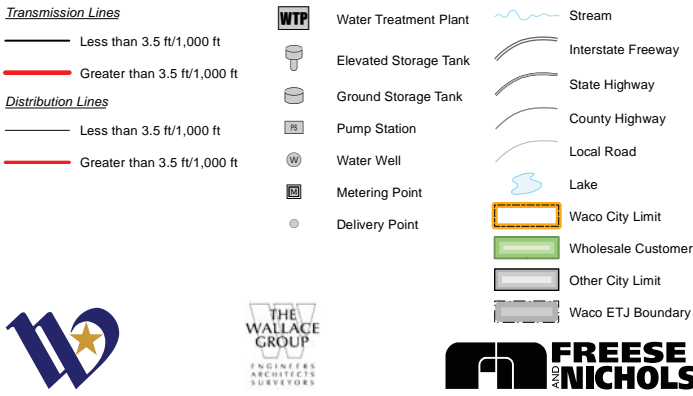 Transmission Lines
Less than 3.5 ft/1,000 ft
Greater than 3.5 ft/1,000 ft
Distribution Lines
Less than 3.5 ft/1,000 ft
Greater than 3.5 ft/1,000 ft
WTP Water Treatment Plant
Elevated Storage Tank
Ground Storage Tank
PS Pump Station
W Water Well
M Metering Point
Delivery Point
Stream
Interstate Freeway
State Highway
County Highway
Local Road
Lake
Waco City Limit
Wholesale Customer
Other City Limit
Waco ETJ Boundary
W
THE
WALLACE
GROUP
ENGINEERS
ARCHITECTS
SURVEYORS
FREESE
AND
NICHOLS